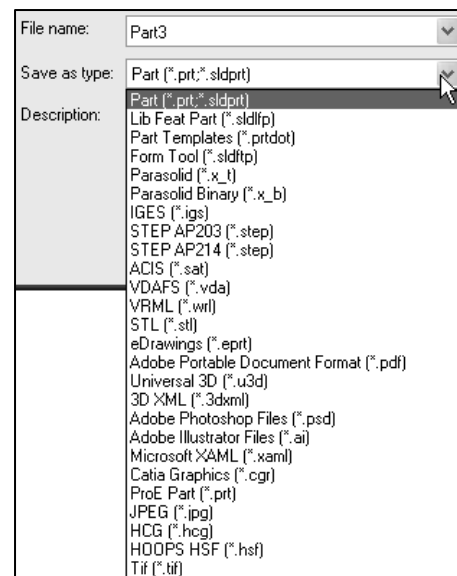 File name:
Part3
Save as type:
Part (*.prt;*.sldprt)
Description:
Part (*.prt;*.sldprt)
Lib Feat Part (*.sldlfp)
Part Templates (*.prtdot)
Form Tool (*.sldftp)
Parasolid (*.x_t)
Parasolid Binary (*.x_b)
IGES (*.igs)
STEP AP203 (*.step)
STEP AP214 (*.step)
ACIS (*.sat)
VDAFS (*.vda)
VRML (*.wrl)
STL (*.stl)
eDrawings (*.eprt)
Adobe Portable Document Format (*.pdf)
Universal 3D (*.u3d)
3D XML (*.3dxml)
Adobe Photoshop Files (*.psd)
Adobe Illustrator Files (*.ai)
Microsoft XAML (*.xaml)
Catia Graphics (*.cgr)
ProE Part (*.prt)
JPEG (*.jpg)
HCG (*.hcg)
HOOPS HSF (*.hsf)
Tif (*.tif)